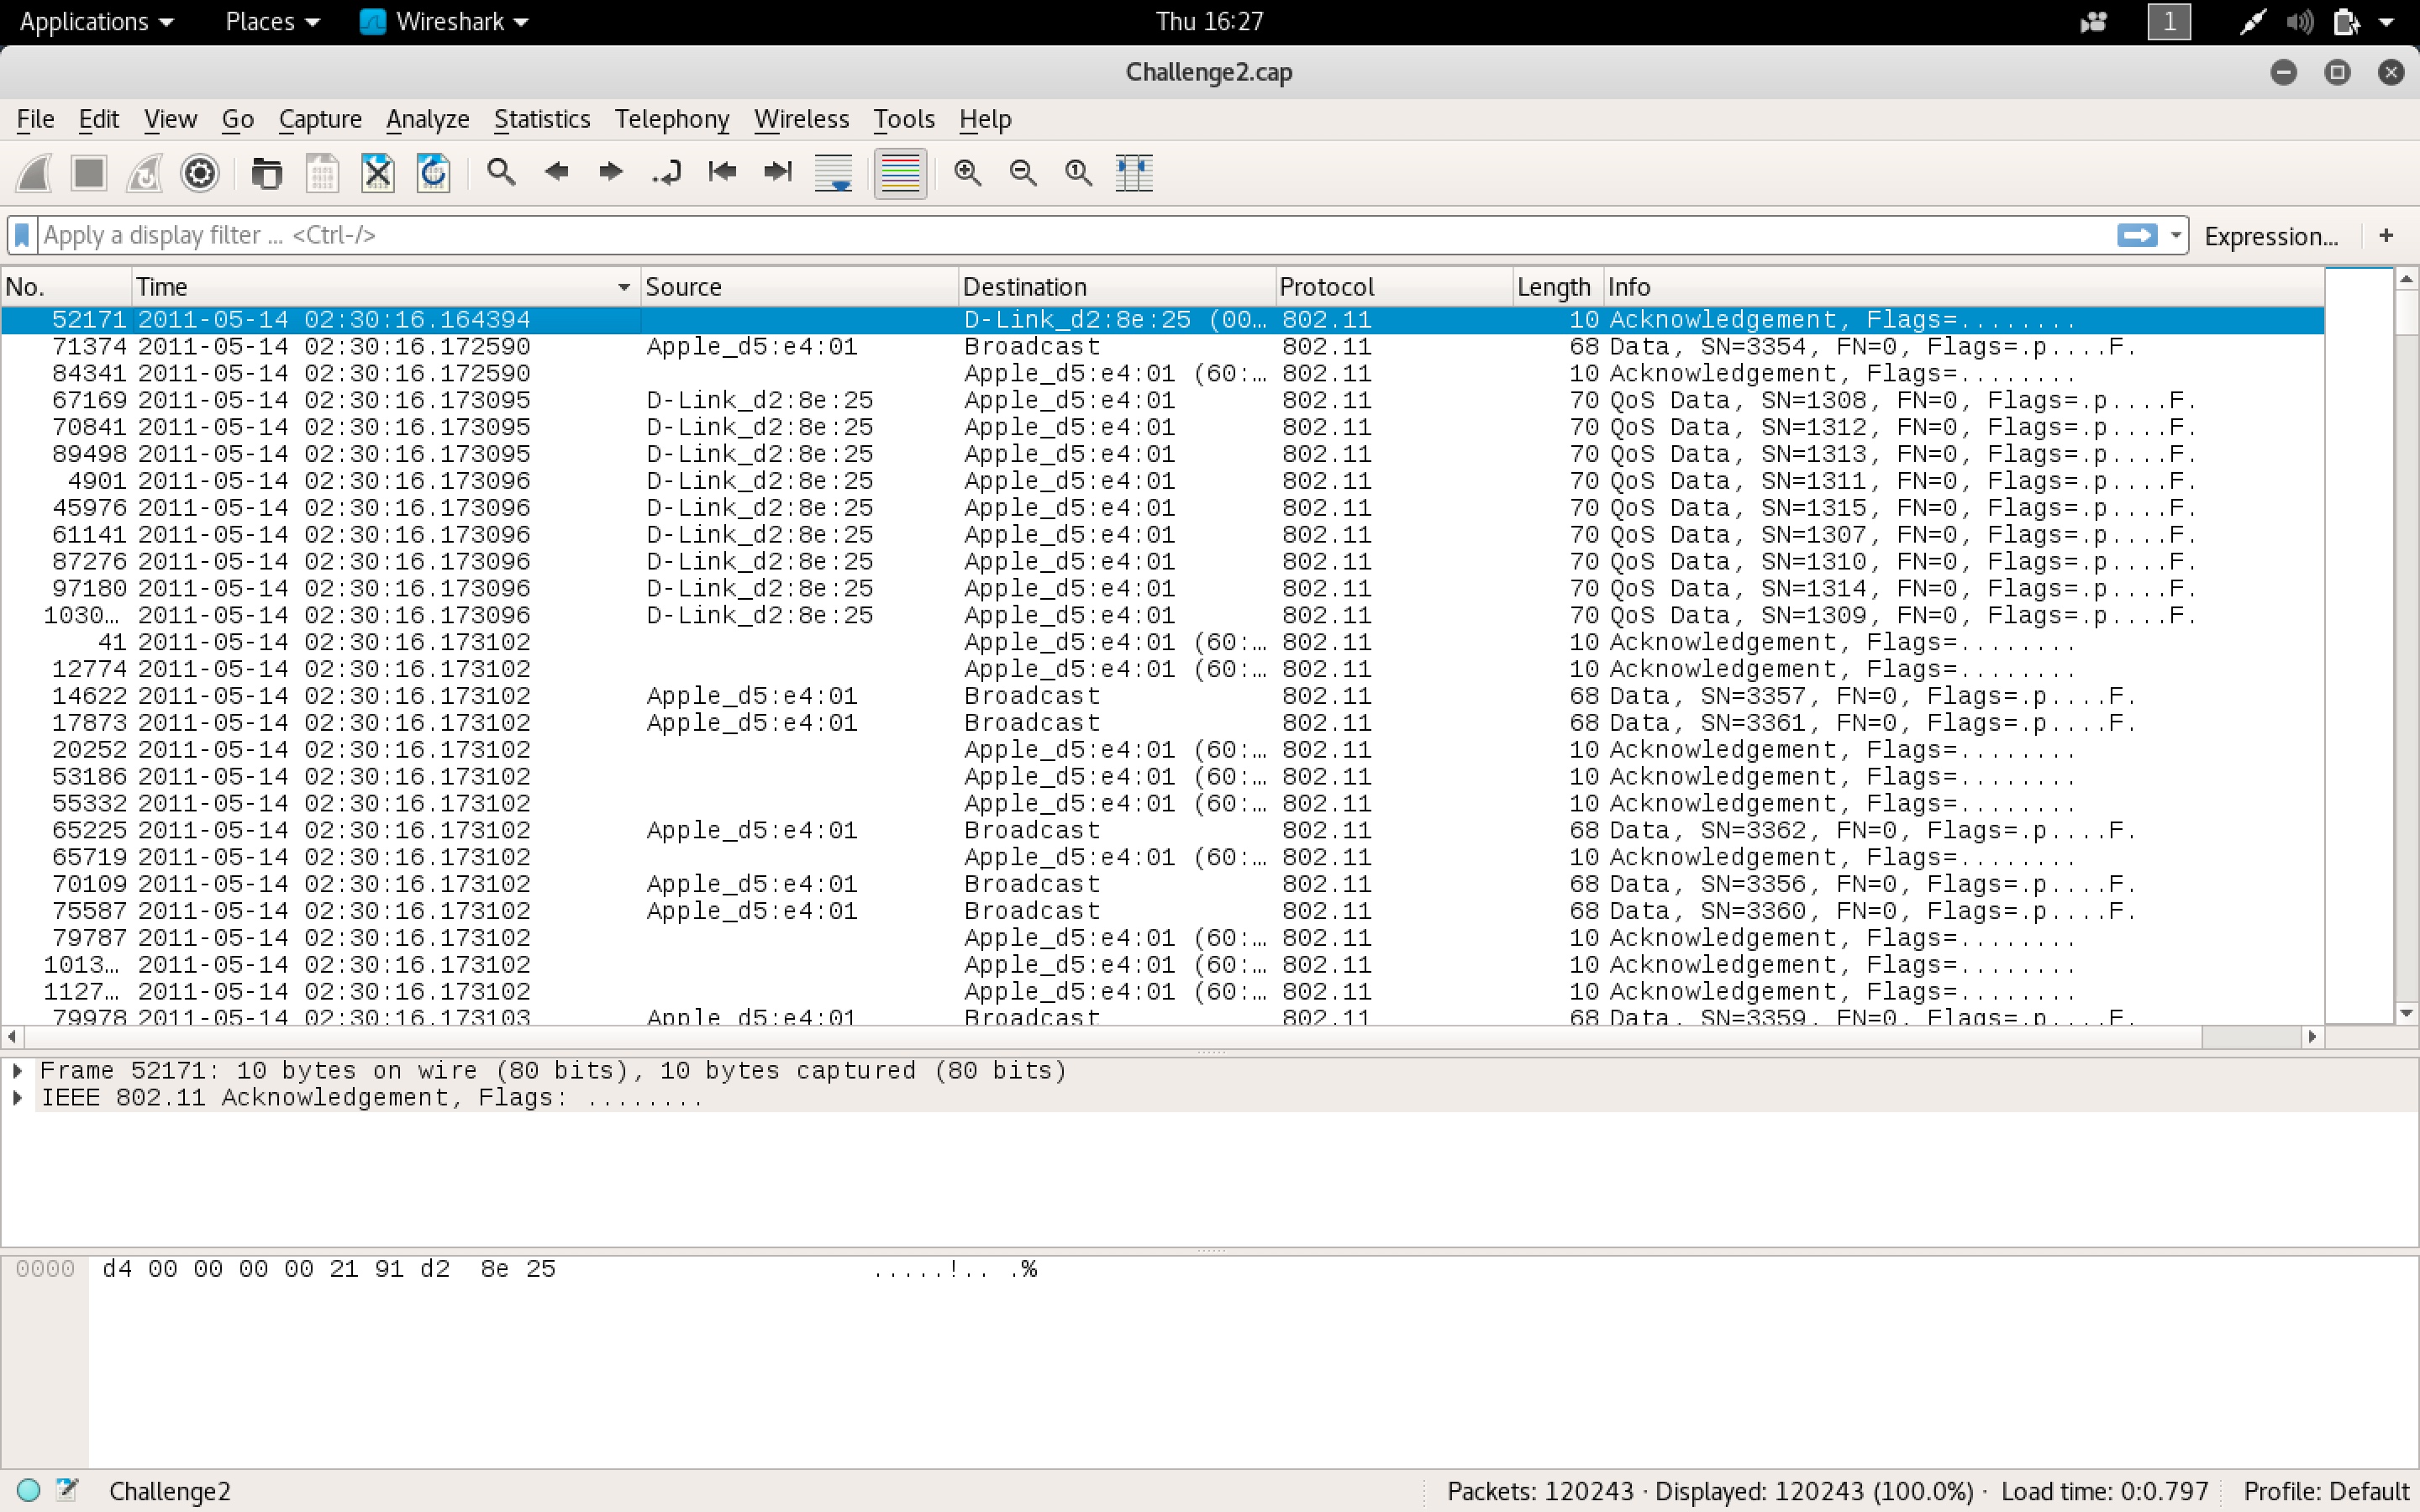 Applications Places Wireshark Thu 16:27 1
Challenge2.cap
File Edit View Go Capture Analyze Statistics Telephony Wireless Tools Help
Apply a display filter ... <Ctrl-/> Expression... +
No. Time Source Destination Protocol Length Info
52171 2011-05-14 02:30:16.164394 D-Link_d2:8e:25 (00… 802.11 10 Acknowledgement, Flags=........
71374 2011-05-14 02:30:16.172590 Apple_d5:e4:01 Broadcast 802.11 68 Data, SN=3354, FN=0, Flags=.p....F.
84341 2011-05-14 02:30:16.172590 Apple_d5:e4:01 (60:… 802.11 10 Acknowledgement, Flags=........
67169 2011-05-14 02:30:16.173095 D-Link_d2:8e:25 Apple_d5:e4:01 802.11 70 QoS Data, SN=1308, FN=0, Flags=.p....F.
70841 2011-05-14 02:30:16.173095 D-Link_d2:8e:25 Apple_d5:e4:01 802.11 70 QoS Data, SN=1312, FN=0, Flags=.p....F.
89498 2011-05-14 02:30:16.173095 D-Link_d2:8e:25 Apple_d5:e4:01 802.11 70 QoS Data, SN=1313, FN=0, Flags=.p....F.
4901 2011-05-14 02:30:16.173096 D-Link_d2:8e:25 Apple_d5:e4:01 802.11 70 QoS Data, SN=1311, FN=0, Flags=.p....F.
45976 2011-05-14 02:30:16.173096 D-Link_d2:8e:25 Apple_d5:e4:01 802.11 70 QoS Data, SN=1315, FN=0, Flags=.p....F.
61141 2011-05-14 02:30:16.173096 D-Link_d2:8e:25 Apple_d5:e4:01 802.11 70 QoS Data, SN=1307, FN=0, Flags=.p....F.
87276 2011-05-14 02:30:16.173096 D-Link_d2:8e:25 Apple_d5:e4:01 802.11 70 QoS Data, SN=1310, FN=0, Flags=.p....F.
97180 2011-05-14 02:30:16.173096 D-Link_d2:8e:25 Apple_d5:e4:01 802.11 70 QoS Data, SN=1314, FN=0, Flags=.p....F.
1030… 2011-05-14 02:30:16.173096 D-Link_d2:8e:25 Apple_d5:e4:01 802.11 70 QoS Data, SN=1309, FN=0, Flags=.p....F.
41 2011-05-14 02:30:16.173102 Apple_d5:e4:01 (60:… 802.11 10 Acknowledgement, Flags=........
12774 2011-05-14 02:30:16.173102 Apple_d5:e4:01 (60:… 802.11 10 Acknowledgement, Flags=........
14622 2011-05-14 02:30:16.173102 Apple_d5:e4:01 Broadcast 802.11 68 Data, SN=3357, FN=0, Flags=.p....F.
17873 2011-05-14 02:30:16.173102 Apple_d5:e4:01 Broadcast 802.11 68 Data, SN=3361, FN=0, Flags=.p....F.
20252 2011-05-14 02:30:16.173102 Apple_d5:e4:01 (60:… 802.11 10 Acknowledgement, Flags=........
53186 2011-05-14 02:30:16.173102 Apple_d5:e4:01 (60:… 802.11 10 Acknowledgement, Flags=........
55332 2011-05-14 02:30:16.173102 Apple_d5:e4:01 (60:… 802.11 10 Acknowledgement, Flags=........
65225 2011-05-14 02:30:16.173102 Apple_d5:e4:01 Broadcast 802.11 68 Data, SN=3362, FN=0, Flags=.p....F.
65719 2011-05-14 02:30:16.173102 Apple_d5:e4:01 (60:… 802.11 10 Acknowledgement, Flags=........
70109 2011-05-14 02:30:16.173102 Apple_d5:e4:01 Broadcast 802.11 68 Data, SN=3356, FN=0, Flags=.p....F.
75587 2011-05-14 02:30:16.173102 Apple_d5:e4:01 Broadcast 802.11 68 Data, SN=3360, FN=0, Flags=.p....F.
79787 2011-05-14 02:30:16.173102 Apple_d5:e4:01 (60:… 802.11 10 Acknowledgement, Flags=........
1013… 2011-05-14 02:30:16.173102 Apple_d5:e4:01 (60:… 802.11 10 Acknowledgement, Flags=........
1127… 2011-05-14 02:30:16.173102 Apple_d5:e4:01 (60:… 802.11 10 Acknowledgement, Flags=........
79978 2011-05-14 02:30:16.173103 Apple_d5:e4:01 Broadcast 802.11 68 Data, SN=3359, FN=0, Flags=.p....F.
Frame 52171: 10 bytes on wire (80 bits), 10 bytes captured (80 bits)
IEEE 802.11 Acknowledgement, Flags: ........
0000 d4 00 00 00 00 21 91 d2 8e 25 .....!.. .%
Challenge2 Packets: 120243 · Displayed: 120243 (100.0%) · Load time: 0:0.797 Profile: Default